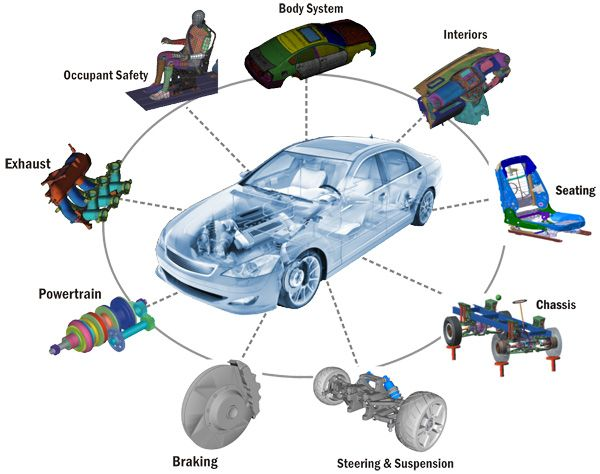 Body System
Interiors
Occupant Safety
Exhaust
Seating
Powertrain
Chassis
Braking
Steering & Suspension